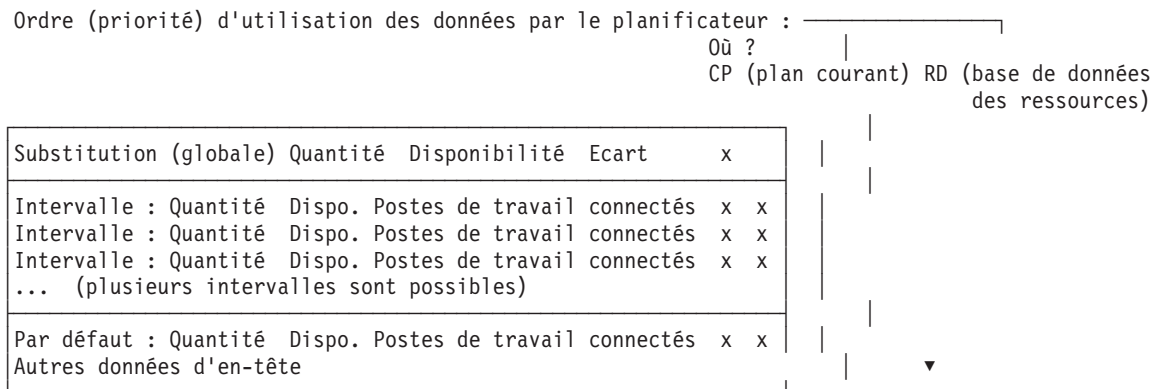 Ordre (priorité) d'utilisation des données par le planificateur :
Où ?
CP (plan courant) RD (base de données
des ressources)
Substitution (globale) Quantité Disponibilité Ecart x
Intervalle : Quantité Dispo. Postes de travail connectés x x
Intervalle : Quantité Dispo. Postes de travail connectés x x
Intervalle : Quantité Dispo. Postes de travail connectés x x
... (plusieurs intervalles sont possibles)
Par défaut : Quantité Dispo. Postes de travail connectés x x
Autres données d'en-tête